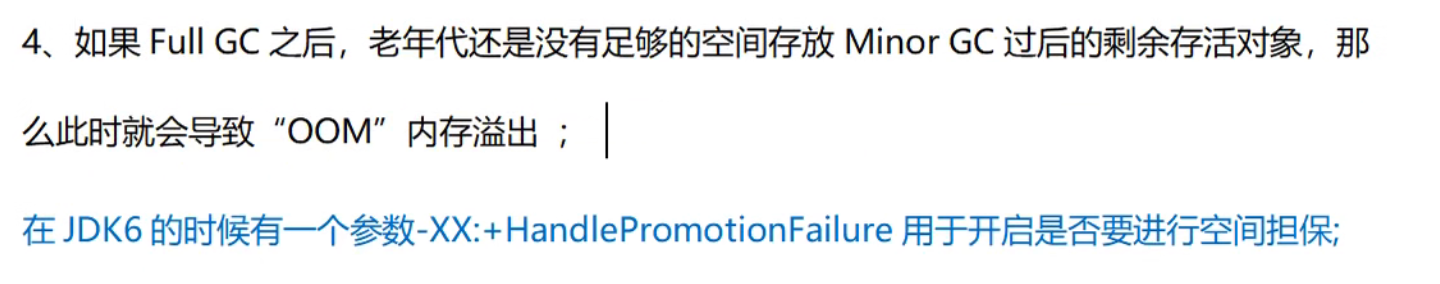 4、如果 Full GC 之后，老年代还是没有足够的空间存放 Minor GC 过后的剩余存活对象，那
么此时就会导致“OOM”内存溢出 ；
在 JDK6 的时候有一个参数-XX:+HandlePromotionFailure 用于开启是否要进行空间担保;